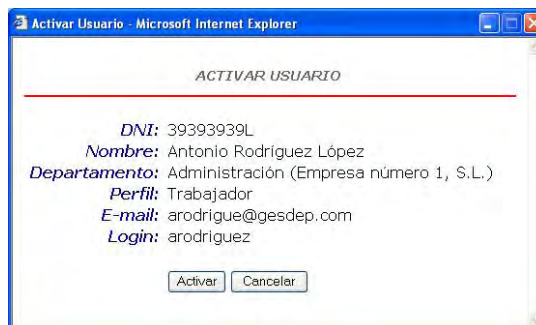 Activar Usuario - Microsoft Internet Explorer
ACTIVAR USUARIO
DNI: 39393939L
Nombre: Antonio Rodríguez López
Departamento: Administración (Empresa número 1, S.L.)
Perfil: Trabajador
E-mail: arodrigue@gesdep.com
Login: arodriguez
Activar Cancelar